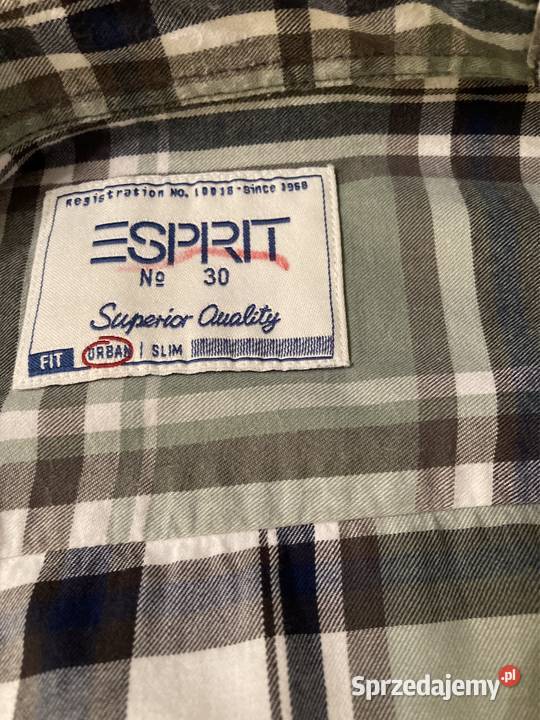 Registration No. 10018-Since 1968
ESPRIT
No 30
Superior Quality
FIT URBAN | SLIM
Sprzedajemy.pl